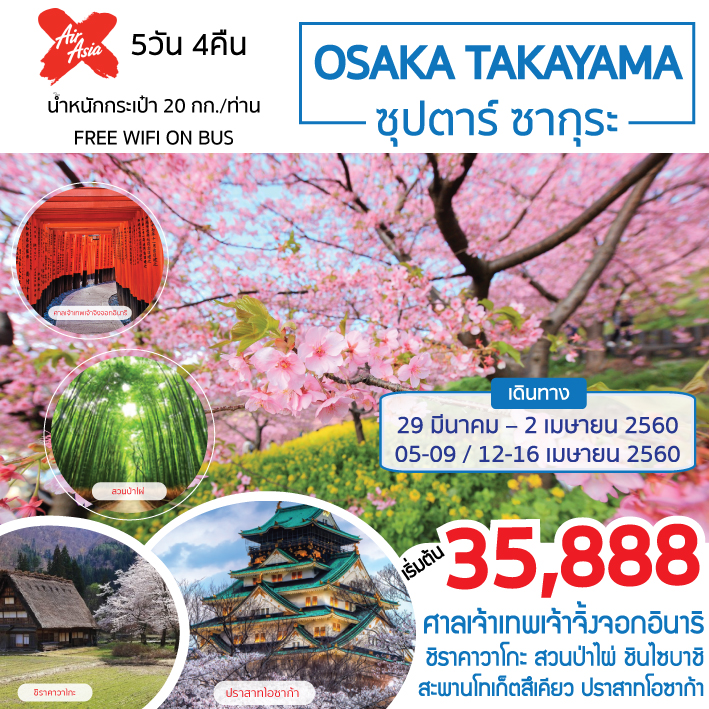 Air
Asia
X
5วัน 4คืน
น้ำหนักกระเป๋า 20 กก./ท่าน
FREE WIFI ON BUS
OSAKA TAKAYAMA
ซุปตาร์ ซากุระ
ศาลเจ้าเทพเจ้าจิ้งจอกอินาริ
สวนป่าไผ่
เดินทาง
29 มีนาคม – 2 เมษายน 2560
05-09 / 12-16 เมษายน 2560
เริ่มต้น 35,888
ศาลเจ้าเทพเจ้าจิ้งจอกอินาริ
ชิราคาวาโกะ สวนป่าไผ่ ชินไซบาชิ
สะพานโทเก็ตสึเคียว ปราสาทโอซาก้า
ชิราคาวาโกะ
ปราสาทโอซาก้า